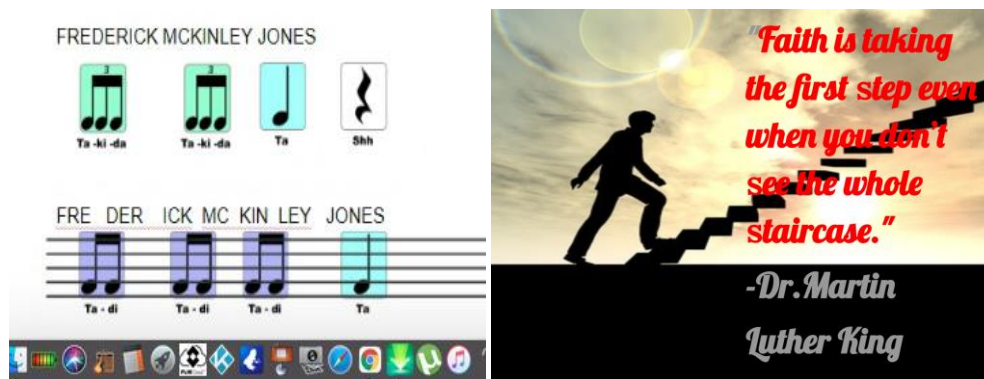 FREDERICK MCKINLEY JONES
3 3
Ta -ki -da Ta -ki -da Ta Shh
FRE DER ICK MC KIN LEY JONES
Ta - di Ta - di Ta - di Ta
"Faith is taking
the first step even
when you don't
see the whole
staircase."
-Dr.Martin
Luther King